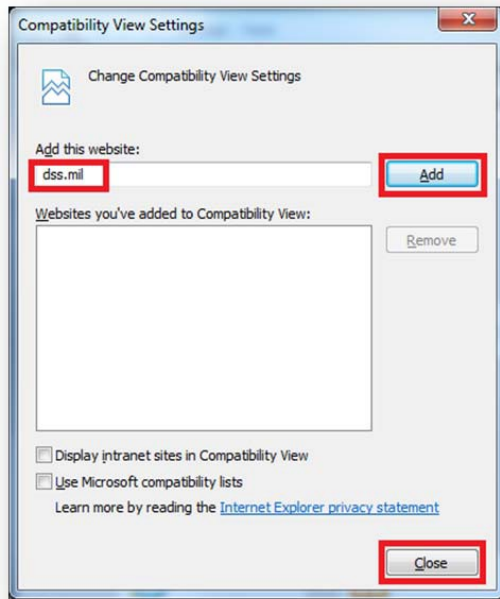 Compatibility View Settings
x
Change Compatibility View Settings
Add this website:
dss.mil
Add
Websites you've added to Compatibility View:
Remove
Display intranet sites in Compatibility View
Use Microsoft compatibility lists
Learn more by reading the Internet Explorer privacy statement
Close